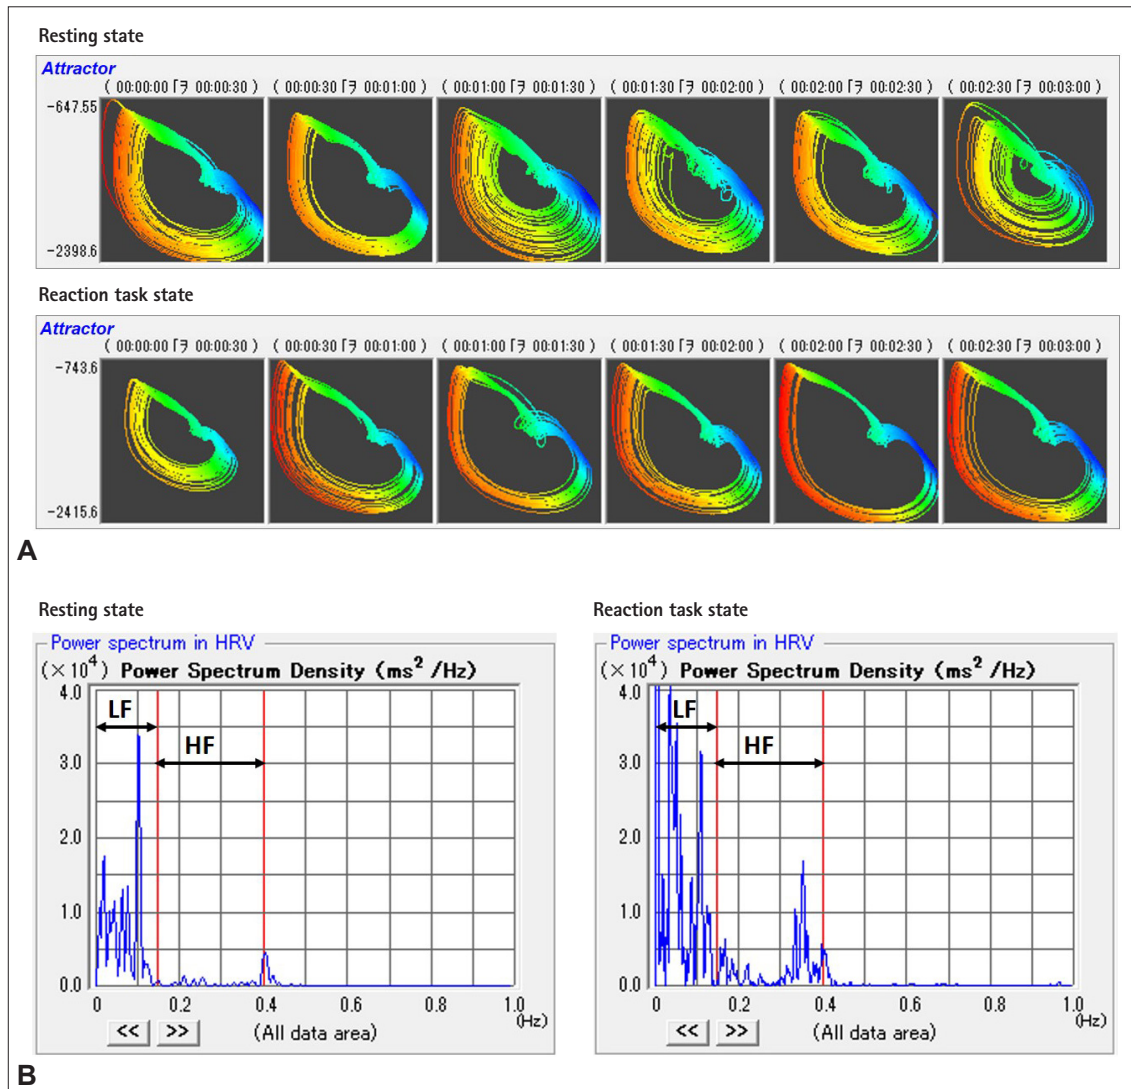 Resting state
Attractor
( 00:00:00 「ヲ 00:00:30 ) ( 00:00:30 「ヲ 00:01:00 ) ( 00:01:00 「ヲ 00:01:30 ) ( 00:01:30 「ヲ 00:02:00 ) ( 00:02:00 「ヲ 00:02:30 ) ( 00:02:30 「ヲ 00:03:00 )
-647.55
-2398.6
Reaction task state
Attractor
( 00:00:00 「ヲ 00:00:30 ) ( 00:00:30 「ヲ 00:01:00 ) ( 00:01:00 「ヲ 00:01:30 ) ( 00:01:30 「ヲ 00:02:00 ) ( 00:02:00 「ヲ 00:02:30 ) ( 00:02:30 「ヲ 00:03:00 )
-743.6
-2415.6
A
Resting state
Power spectrum in HRV
(×10⁴) Power Spectrum Density (ms² /Hz)
4.0
LF
HF
3.0
2.0
1.0
0.0
0 0.2 0.4 0.6 0.8 1.0
(Hz)
<< >> (All data area)
Reaction task state
Power spectrum in HRV
(×10⁴) Power Spectrum Density (ms² /Hz)
4.0
LF
HF
3.0
2.0
1.0
0.0
0 0.2 0.4 0.6 0.8 1.0
(Hz)
<< >> (All data area)
B